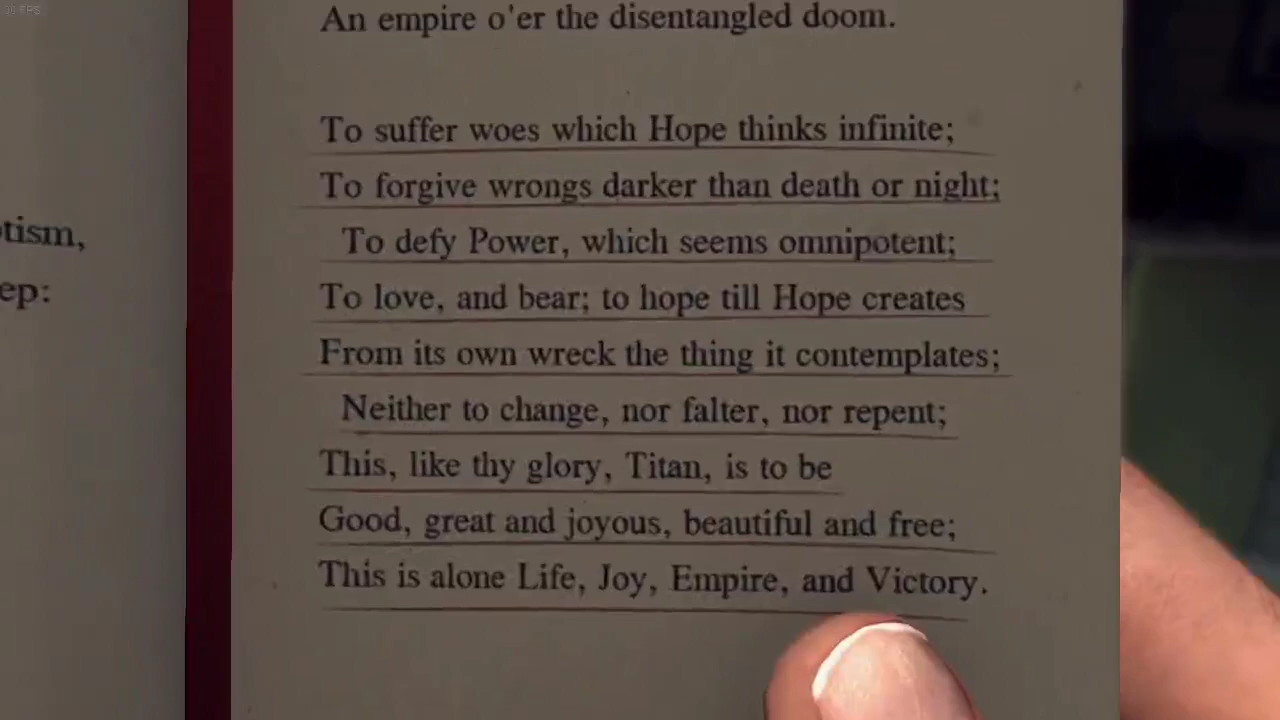 An empire o'er the disentangled doom.
To suffer woes which Hope thinks infinite;
To forgive wrongs darker than death or night;
To defy Power, which seems omnipotent;
To love, and bear; to hope till Hope creates
From its own wreck the thing it contemplates;
Neither to change, nor falter, nor repent;
This, like thy glory, Titan, is to be
Good, great and joyous, beautiful and free;
This is alone Life, Joy, Empire, and Victory.